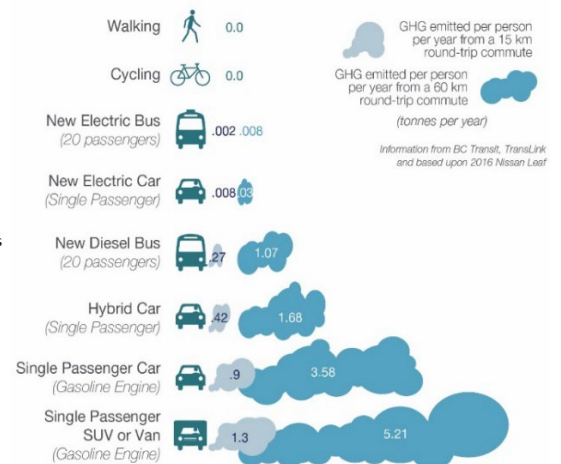 Walking 0.0
GHG emitted per person
per year from a 15 km
round-trip commute
Cycling 0.0
GHG emitted per person
per year from a 60 km
round-trip commute
(tonnes per year)
Information from BC Transit, TransLink
and based upon 2016 Nissan Leaf
New Electric Bus
(20 passengers)
.002 .008
New Electric Car
(Single Passenger)
.008 .03
New Diesel Bus
(20 passengers)
.27 1.07
Hybrid Car
(Single Passenger)
.42 1.68
Single Passenger Car
(Gasoline Engine)
.9 3.58
Single Passenger
SUV or Van
(Gasoline Engine)
1.3 5.21